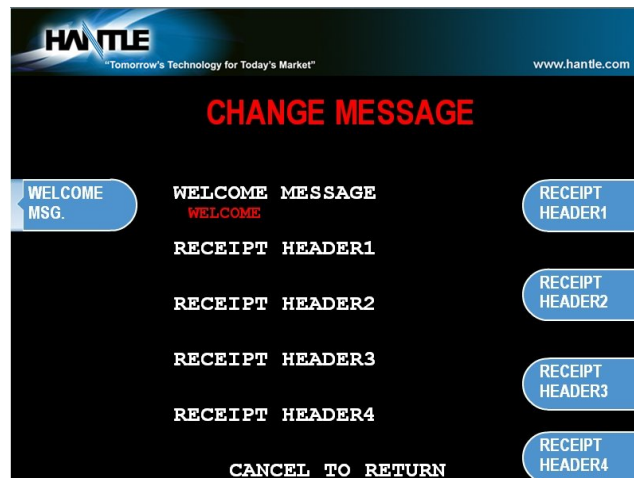 HANTLE
"Tomorrow's Technology for Today's Market"
www.hantle.com
CHANGE MESSAGE
WELCOME
MSG.
WELCOME MESSAGE
WELCOME
RECEIPT HEADER1
RECEIPT HEADER2
RECEIPT HEADER3
RECEIPT HEADER4
CANCEL TO RETURN
RECEIPT
HEADER1
RECEIPT
HEADER2
RECEIPT
HEADER3
RECEIPT
HEADER4